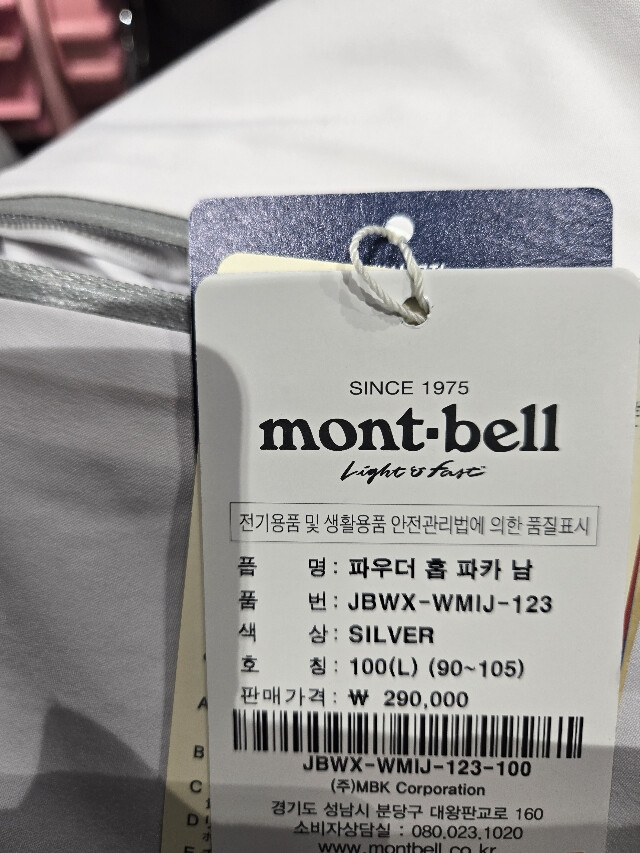 SINCE 1975
mont-bell
Light & Fast
전기용품 및 생활용품 안전관리법에 의한 품질표시
품 명 : 파우더 홉 파카 남
품 번 : JBWX-WMIJ-123
색 상 : SILVER
호 칭 : 100(L) (90~105)
판매가격 : ₩ 290,000
JBWX-WMIJ-123-100
(주)MBK Corporation
경기도 성남시 분당구 대왕판교로 160
소비자상담실 : 080.023.1020
www.montbell.co.kr
A
B
C
D
E